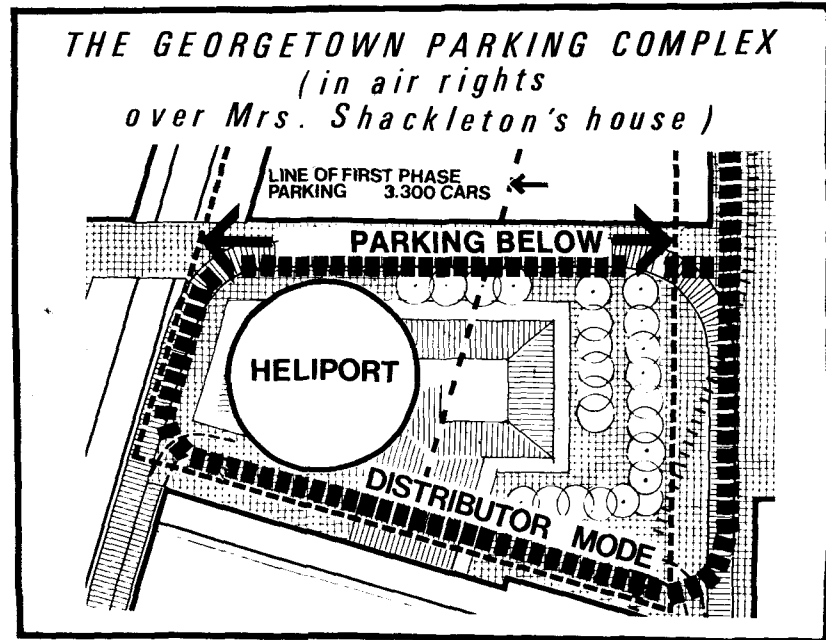 THE GEORGETOWN PARKING COMPLEX
(in air rights
over Mrs. Shackleton's house)
LINE OF FIRST PHASE
PARKING 3.300 CARS
PARKING BELOW
HELIPORT
DISTRIBUTOR MODE